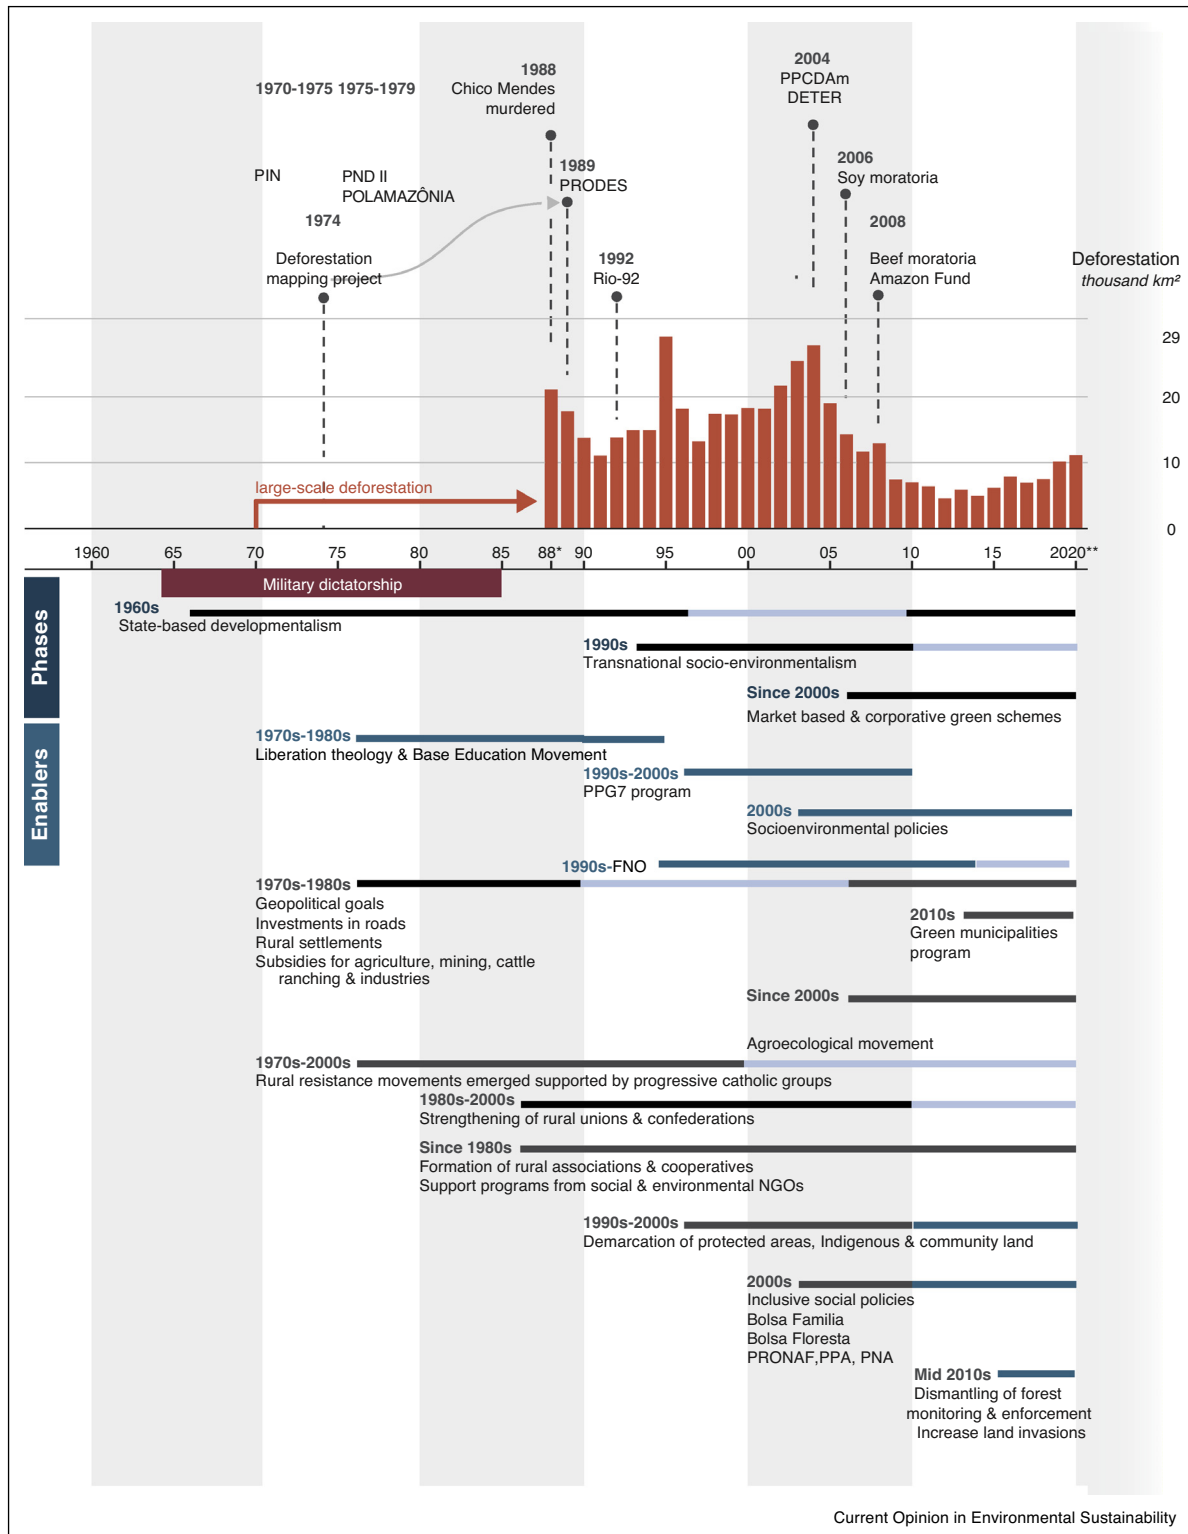 1970-1975 1975-1979
1988
Chico Mendes
murdered
2004
PPCDAm
DETER
PIN
PND II
POLAMAZÔNIA
1989
PRODES
2006
Soy moratoria
1974
Deforestation
mapping project
1992
Rio-92
2008
Beef moratoria
Amazon Fund
Deforestation
thousand km²
29
20
10
0
large-scale deforestation
1960 65 70 75 80 85 88* 90 95 00 05 10 15 2020**
Military dictatorship
Phases
1960s
State-based developmentalism
1990s
Transnational socio-environmentalism
Since 2000s
Market based & corporative green schemes
Enablers
1970s-1980s
Liberation theology & Base Education Movement
1990s-2000s
PPG7 program
2000s
Socioenvironmental policies
1990s-FNO
1970s-1980s
Geopolitical goals
Investments in roads
Rural settlements
Subsidies for agriculture, mining, cattle
ranching & industries
2010s
Green municipalities
program
Since 2000s
Agroecological movement
1970s-2000s
Rural resistance movements emerged supported by progressive catholic groups
1980s-2000s
Strengthening of rural unions & confederations
Since 1980s
Formation of rural associations & cooperatives
Support programs from social & environmental NGOs
1990s-2000s
Demarcation of protected areas, Indigenous & community land
2000s
Inclusive social policies
Bolsa Familia
Bolsa Floresta
PRONAF,PPA, PNA
Mid 2010s
Dismantling of forest
monitoring & enforcement
Increase land invasions
Current Opinion in Environmental Sustainability